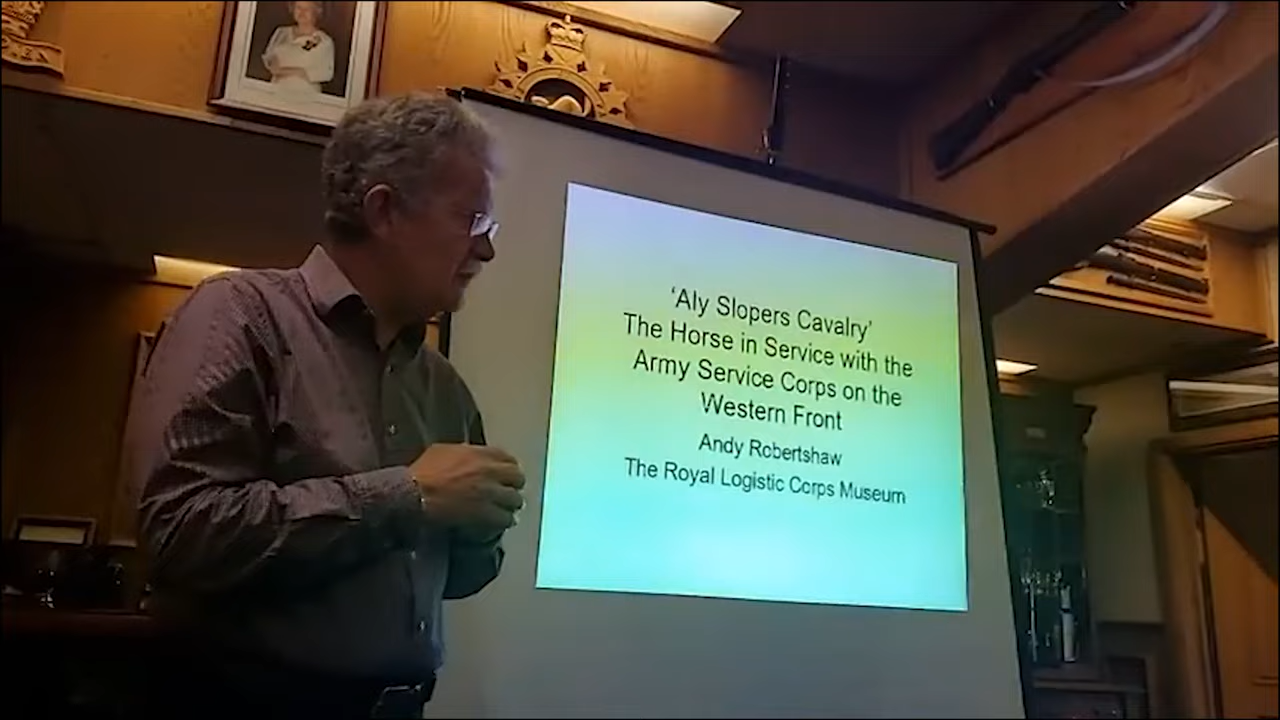 ‘Aly Slopers Cavalry’
The Horse in Service with the
Army Service Corps on the
Western Front
Andy Robertshaw
The Royal Logistic Corps Museum